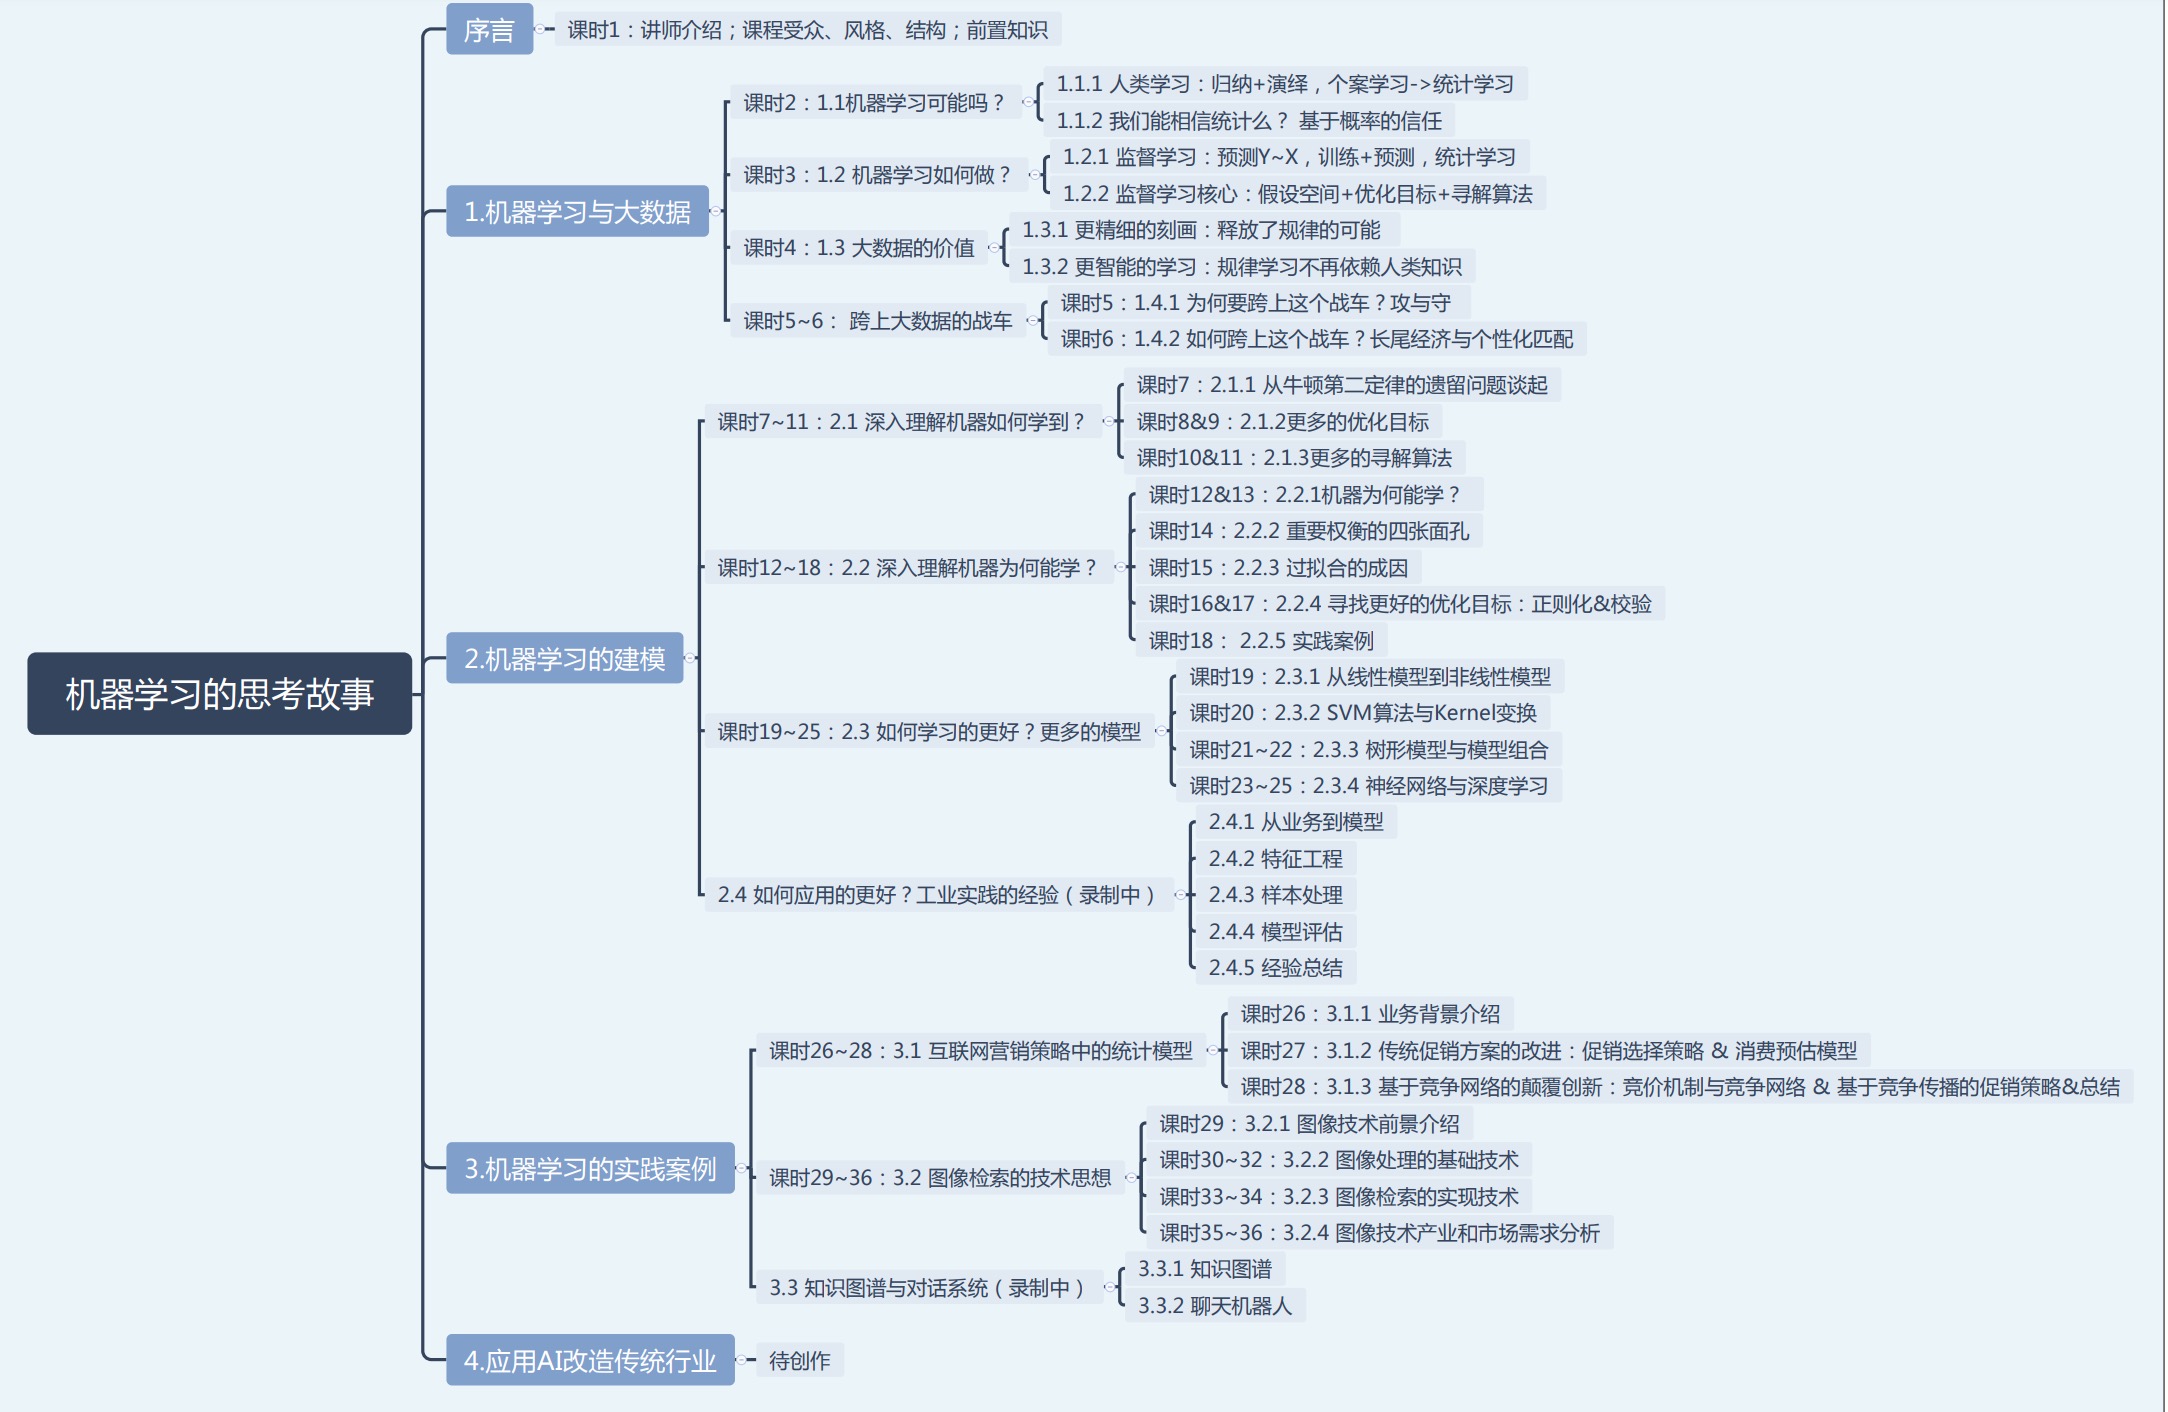 机器学习的思考故事
序言
课时1：讲师介绍；课程受众、风格、结构；前置知识
1.机器学习与大数据
课时2：1.1机器学习可能吗？
1.1.1 人类学习：归纳+演绎，个案学习->统计学习
1.1.2 我们能相信统计么？ 基于概率的信任
课时3：1.2 机器学习如何做？
1.2.1 监督学习：预测Y~X，训练+预测，统计学习
1.2.2 监督学习核心：假设空间+优化目标+寻解算法
课时4：1.3 大数据的价值
1.3.1 更精细的刻画：释放了规律的可能
1.3.2 更智能的学习：规律学习不再依赖人类知识
课时5~6： 跨上大数据的战车
课时5：1.4.1 为何要跨上这个战车？攻与守
课时6：1.4.2 如何跨上这个战车？长尾经济与个性化匹配
2.机器学习的建模
课时7~11：2.1 深入理解机器如何学到？
课时7：2.1.1 从牛顿第二定律的遗留问题谈起
课时8&9：2.1.2更多的优化目标
课时10&11：2.1.3更多的寻解算法
课时12~18：2.2 深入理解机器为何能学？
课时12&13：2.2.1机器为何能学？
课时14：2.2.2 重要权衡的四张面孔
课时15：2.2.3 过拟合的成因
课时16&17：2.2.4 寻找更好的优化目标：正则化&校验
课时18： 2.2.5 实践案例
课时19~25：2.3 如何学习的更好？更多的模型
课时19：2.3.1 从线性模型到非线性模型
课时20：2.3.2 SVM算法与Kernel变换
课时21~22：2.3.3 树形模型与模型组合
课时23~25：2.3.4 神经网络与深度学习
2.4 如何应用的更好？工业实践的经验（录制中）
2.4.1 从业务到模型
2.4.2 特征工程
2.4.3 样本处理
2.4.4 模型评估
2.4.5 经验总结
3.机器学习的实践案例
课时26~28：3.1 互联网营销策略中的统计模型
课时26：3.1.1 业务背景介绍
课时27：3.1.2 传统促销方案的改进：促销选择策略 & 消费预估模型
课时28：3.1.3 基于竞争网络的颠覆创新：竞价机制与竞争网络 & 基于竞争传播的促销策略&总结
课时29~36：3.2 图像检索的技术思想
课时29：3.2.1 图像技术前景介绍
课时30~32：3.2.2 图像处理的基础技术
课时33~34：3.2.3 图像检索的实现技术
课时35~36：3.2.4 图像技术产业和市场需求分析
3.3 知识图谱与对话系统（录制中）
3.3.1 知识图谱
3.3.2 聊天机器人
4.应用AI改造传统行业
待创作